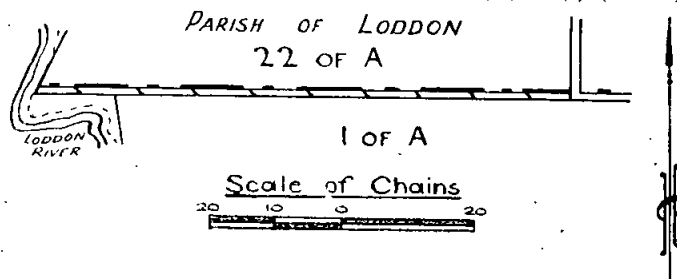 PARISH OF LODDON
22 OF A
LODDON
RIVER
1 OF A
Scale of Chains
20 10 0 20